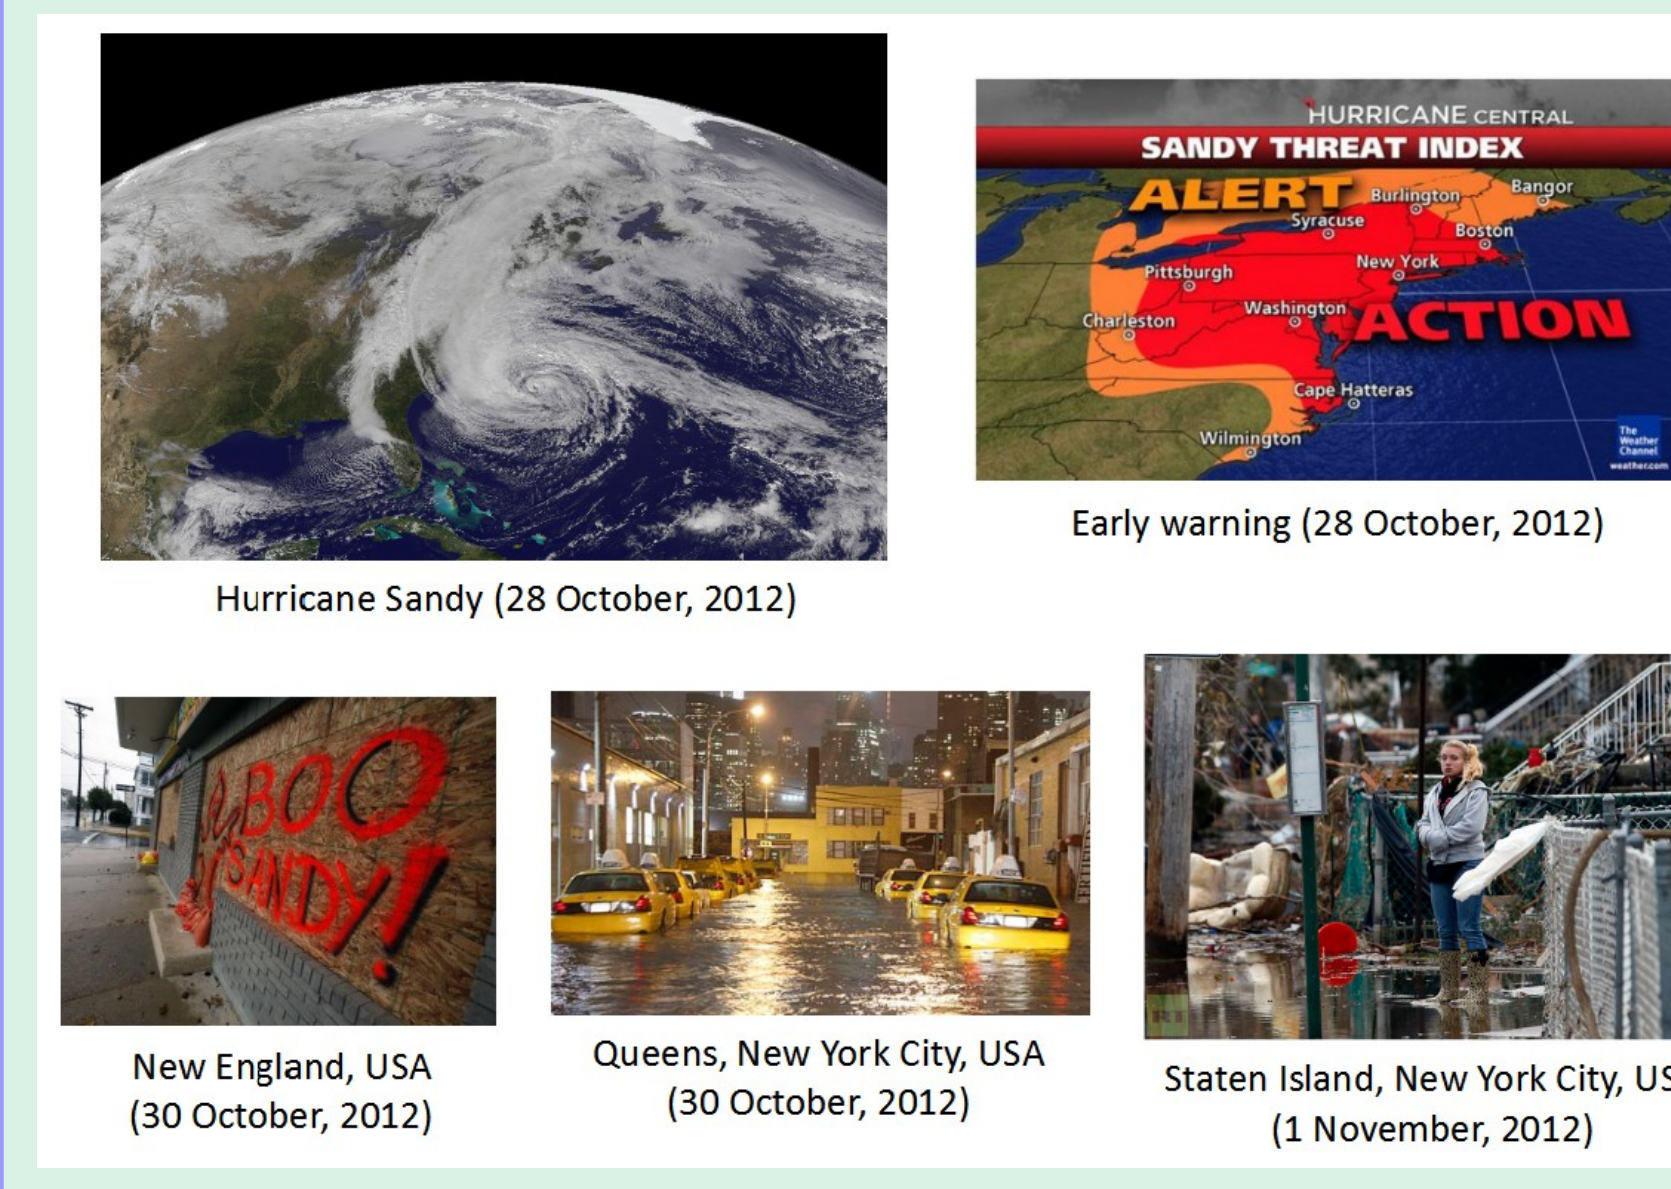 Hurricane Sandy (28 October, 2012)
HURRICANE CENTRAL
SANDY THREAT INDEX
ALERT
Burlington
Bangor
Syracuse
Boston
New York
Pittsburgh
Washington
ACTION
Charleston
Cape Hatteras
Wilmington
The
Weather
Channel
weather.com
Early warning (28 October, 2012)
BOO
SANDY!
New England, USA
(30 October, 2012)
Queens, New York City, USA
(30 October, 2012)
RT
Staten Island, New York City, US
(1 November, 2012)